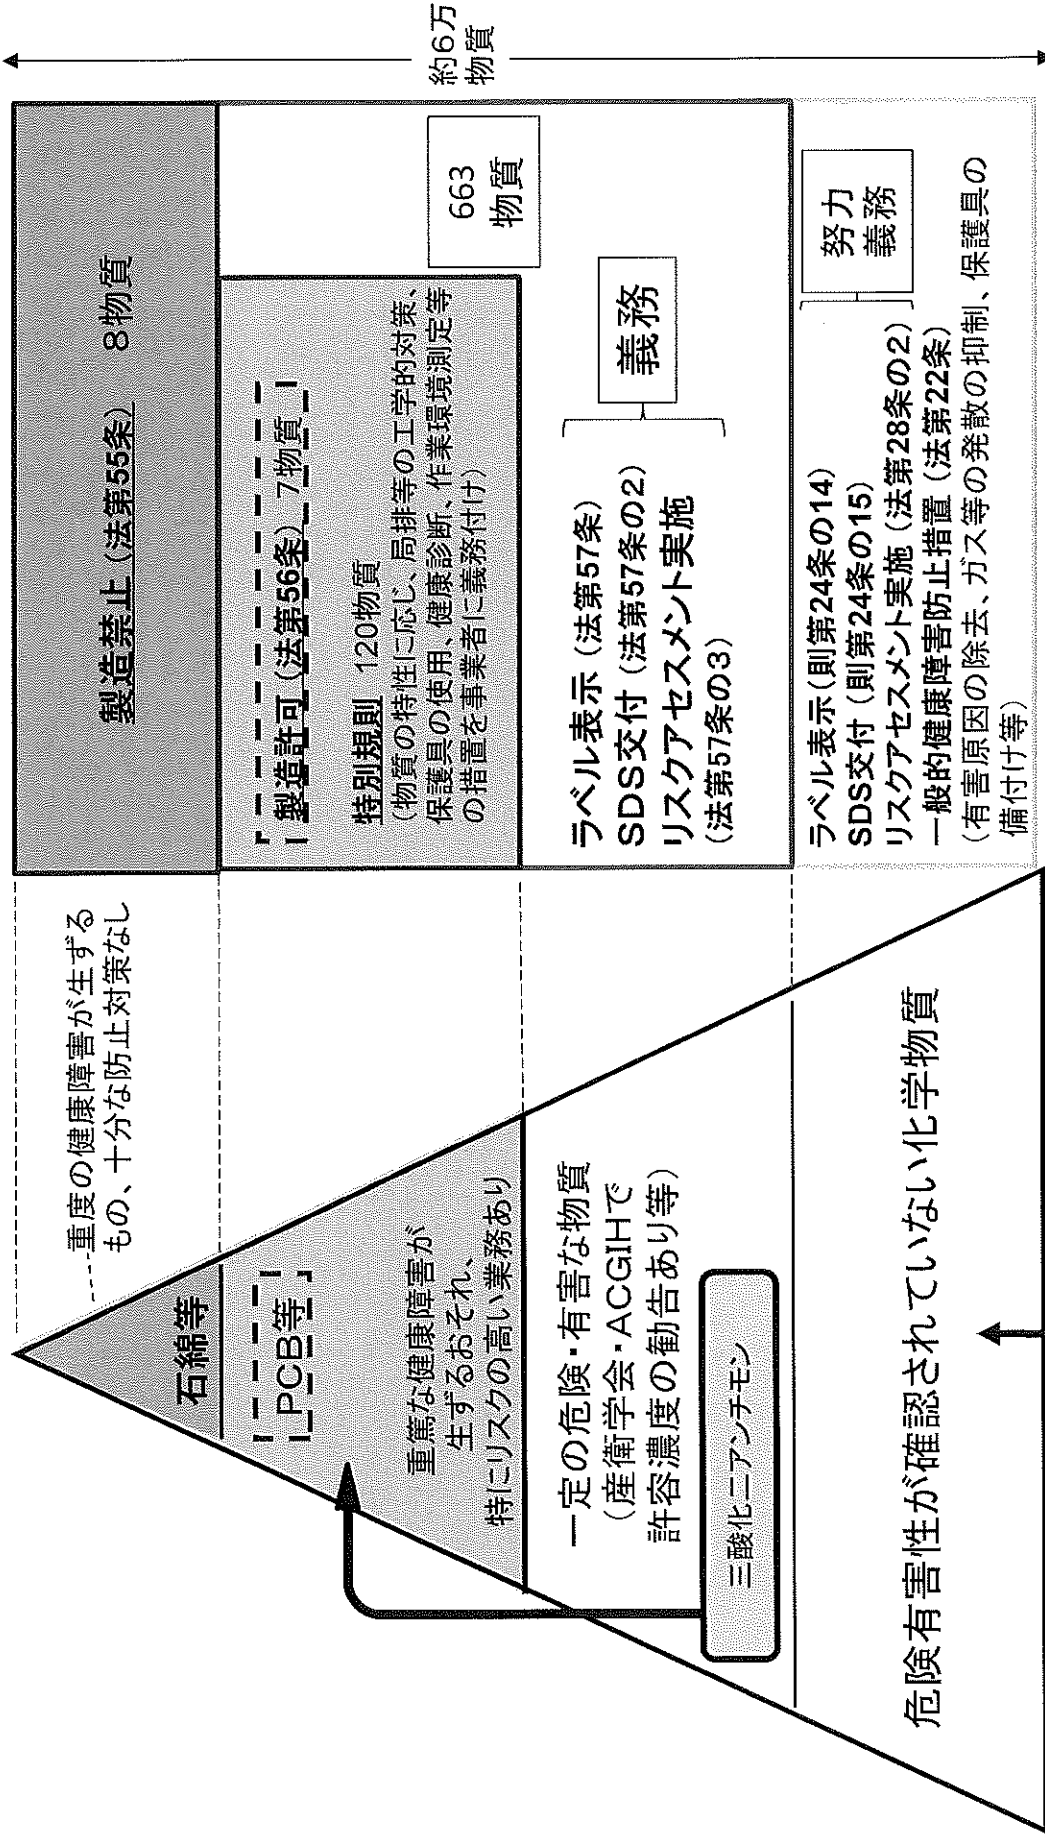 重度の健康障害が生ずる
もの、十分な防止対策なし
石綿等
PCB等
重篤な健康障害が
生ずるおそれ、
特にリスクの高い業務あり
一定の危険・有害な物質
(産衛学会・ACGIHで
許容濃度の勧告あり等)
三酸化二アンチモン
危険有害性が確認されていない化学物質
製造禁止(法第55条) 8物質
製造許可(法第56条) 7物質
特別規則 120物質
(物質の特性に応じ、局排等の工学的対策、
保護具の使用、健康診断、作業環境測定等
の措置を事業者に義務付け)
663
物質
ラベル表示(法第57条)
SDS交付(法第57条の2)
リスクアセスメント実施
(法第57条の3)
義務
ラベル表示(則第24条の14)
SDS交付(則第24条の15)
リスクアセスメント実施(法第28条の2)
一般的健康障害防止措置(法第22条)
(有害原因の除去、ガス等の発散の抑制、保護具の
備付け等)
努力
義務
約6万
物質